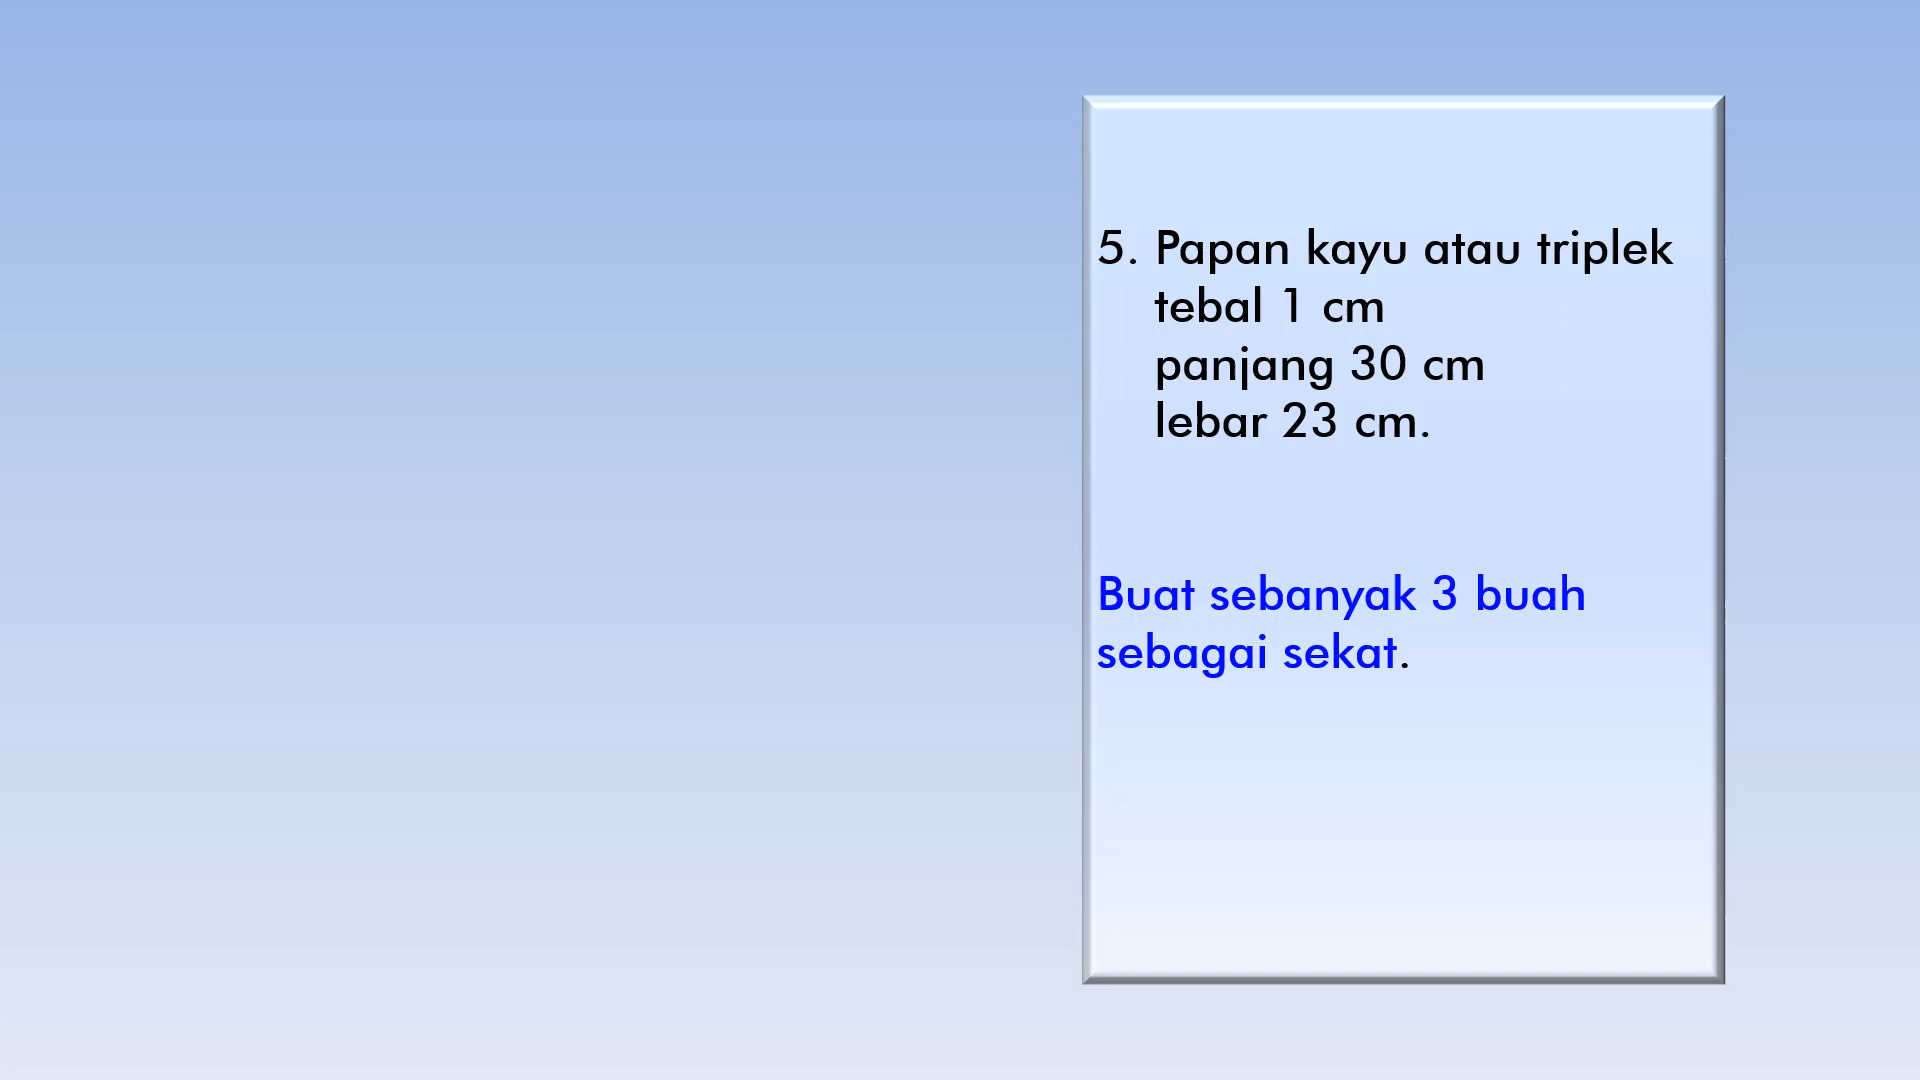 5. Papan kayu atau triplek
tebal 1 cm
panjang 30 cm
lebar 23 cm.
Buat sebanyak 3 buah
sebagai sekat.